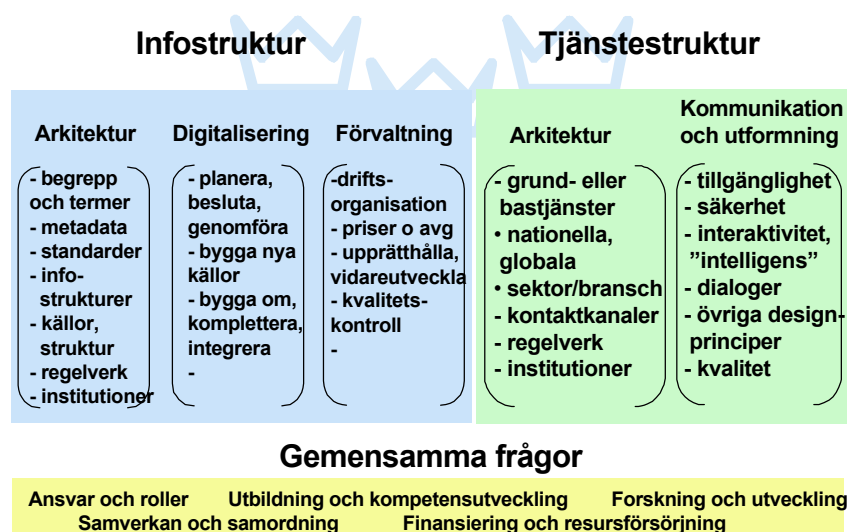 Infostruktur
Tjänstestruktur
Arkitektur
- begrepp
och termer
- metadata
- standarder
- info-
strukturer
- källor,
struktur
- regelverk
- institutioner
Digitalisering
- planera,
besluta,
genomföra
- bygga nya
källor
- bygga om,
komplettera,
integrera
-
Förvaltning
-drifts-
organisation
- priser o avg
- upprätthålla,
vidareutveckla
- kvalitets-
kontroll
-
Arkitektur
- grund- eller
bastjänster
• nationella,
globala
• sektor/bransch
- kontaktkanaler
- regelverk
- institutioner
Kommunikation
och utformning
- tillgänglighet
- säkerhet
- interaktivitet,
”intelligens”
- dialoger
- övriga design-
principer
- kvalitet
Gemensamma frågor
Ansvar och roller Utbildning och kompetensutveckling Forskning och utveckling
Samverkan och samordning Finansiering och resursförsörjning